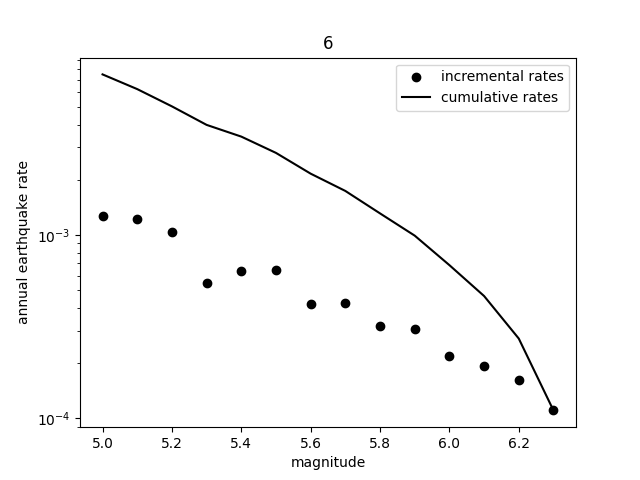 6
incremental rates
cumulative rates
annual earthquake rate
10⁻³
10⁻⁴
5.0 5.2 5.4 5.6 5.8 6.0 6.2
magnitude